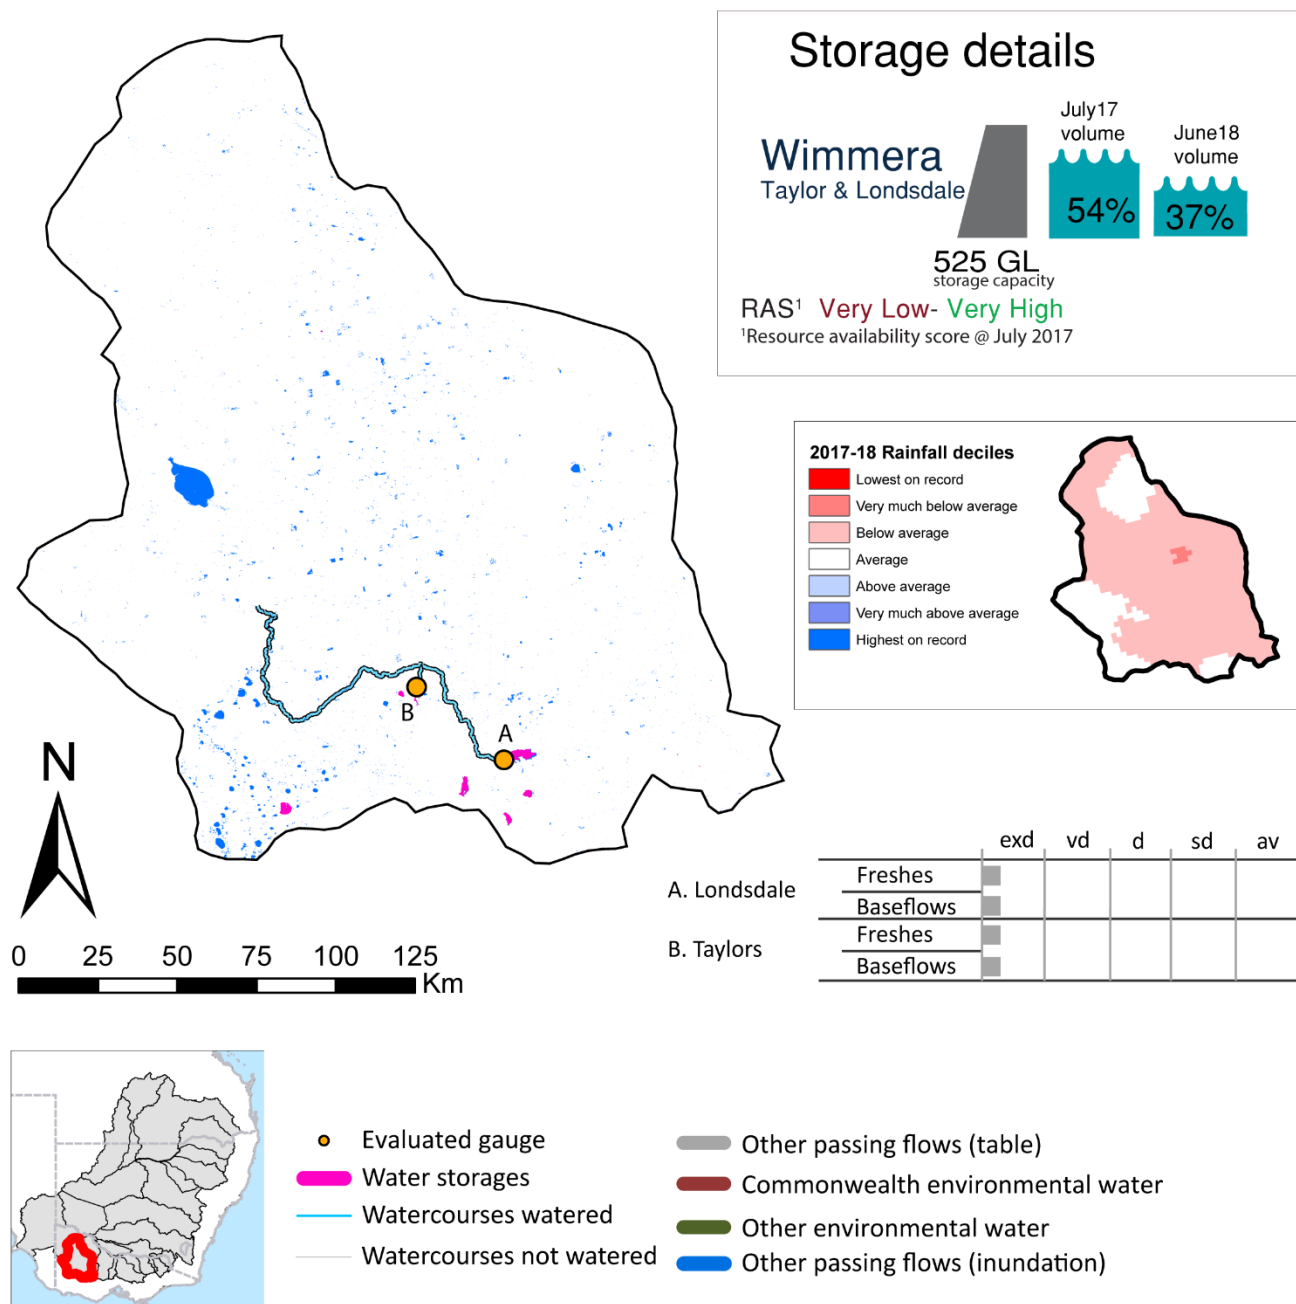 Storage details
July17
volume
June18
volume
Wimmera
Taylor & Londsdale
54%
37%
525 GL
storage capacity
RAS¹ Very Low- Very High
¹Resource availability score @ July 2017
2017-18 Rainfall deciles
Lowest on record
Very much below average
Below average
Average
Above average
Very much above average
Highest on record
B
A
N
0 25 50 75 100 125
Km
exd vd d sd av
A. Londsdale
Freshes
Baseflows
B. Taylors
Freshes
Baseflows
Evaluated gauge
Water storages
Watercourses watered
Watercourses not watered
Other passing flows (table)
Commonwealth environmental water
Other environmental water
Other passing flows (inundation)